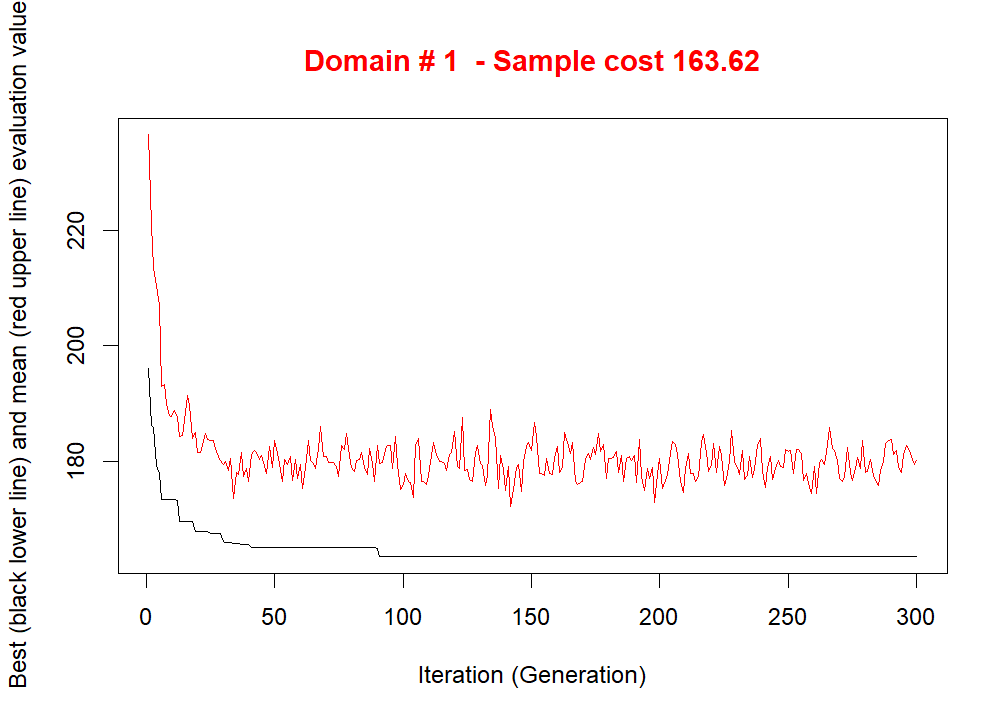 Domain # 1  - Sample cost 163.62
Best (black lower line) and mean (red upper line) evaluation value
220
200
180
0 50 100 150 200 250 300
Iteration (Generation)